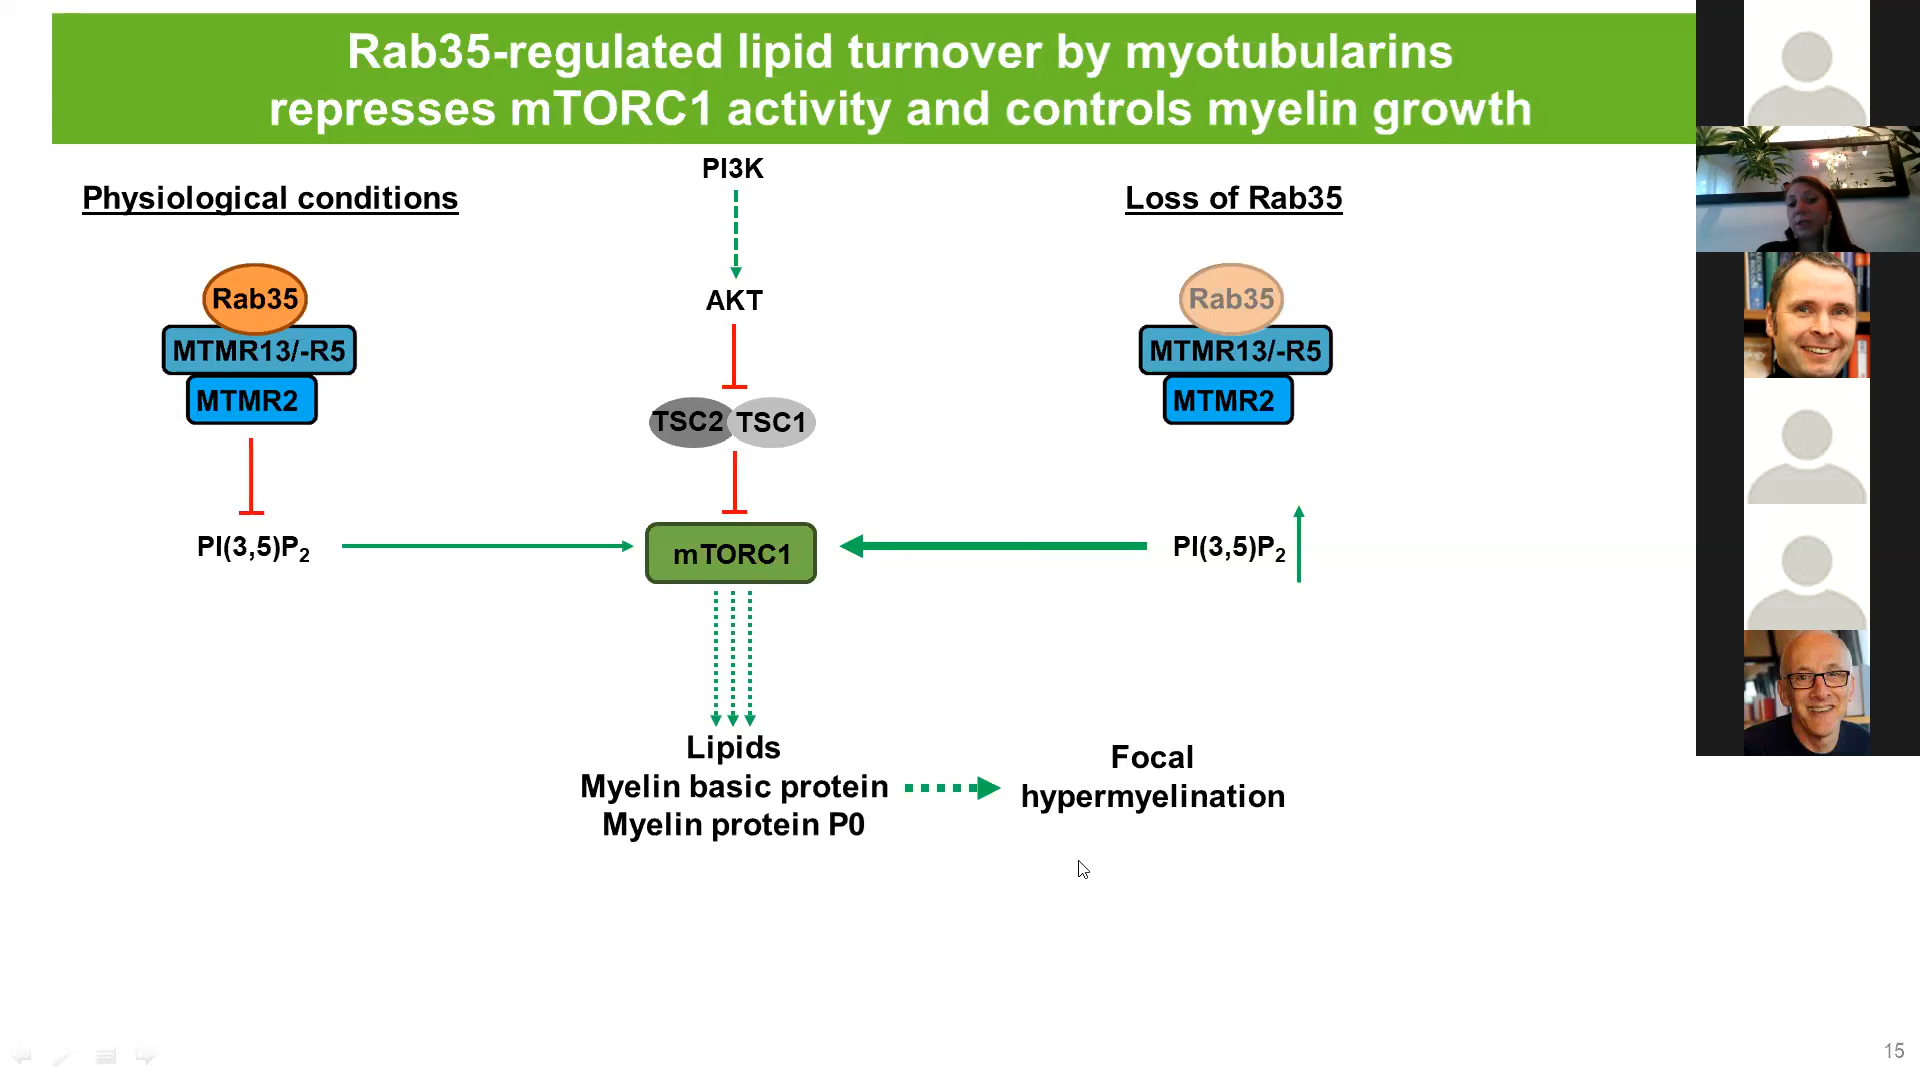 Rab35-regulated lipid turnover by myotubularins
represses mTORC1 activity and controls myelin growth
Physiological conditions
PI3K
Loss of Rab35
Rab35
MTMR13/-R5
MTMR2
AKT
Rab35
MTMR13/-R5
MTMR2
TSC2
TSC1
PI(3,5)P₂
mTORC1
PI(3,5)P₂
Lipids
Myelin basic protein
Myelin protein P0
Focal
hypermyelination
15